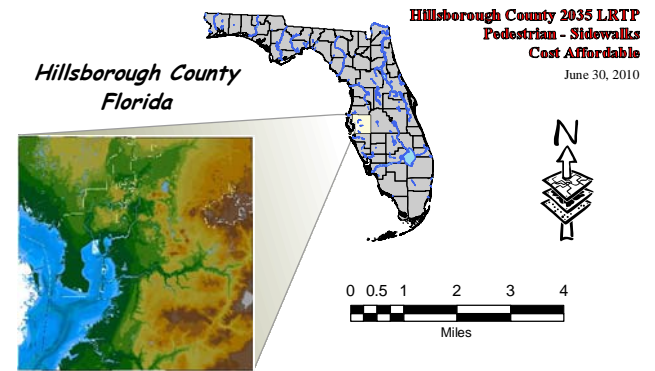 Hillsborough County 2035 LRTP
Pedestrian - Sidewalks
Cost Affordable
June 30, 2010
Hillsborough County
Florida
N
0 0.5 1 2 3 4
Miles